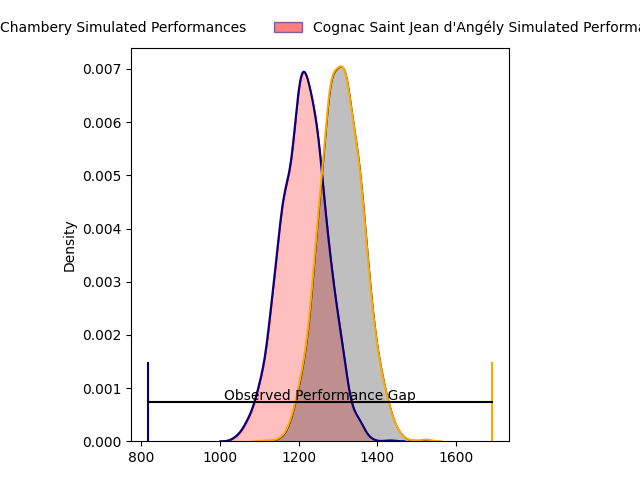 Chambery Simulated Performances
Cognac Saint Jean d'Angély Simulated Performa
0.007
0.006
0.005
0.004
0.003
0.002
0.001
0.000
Density
Observed Performance Gap
800 1000 1200 1400 1600